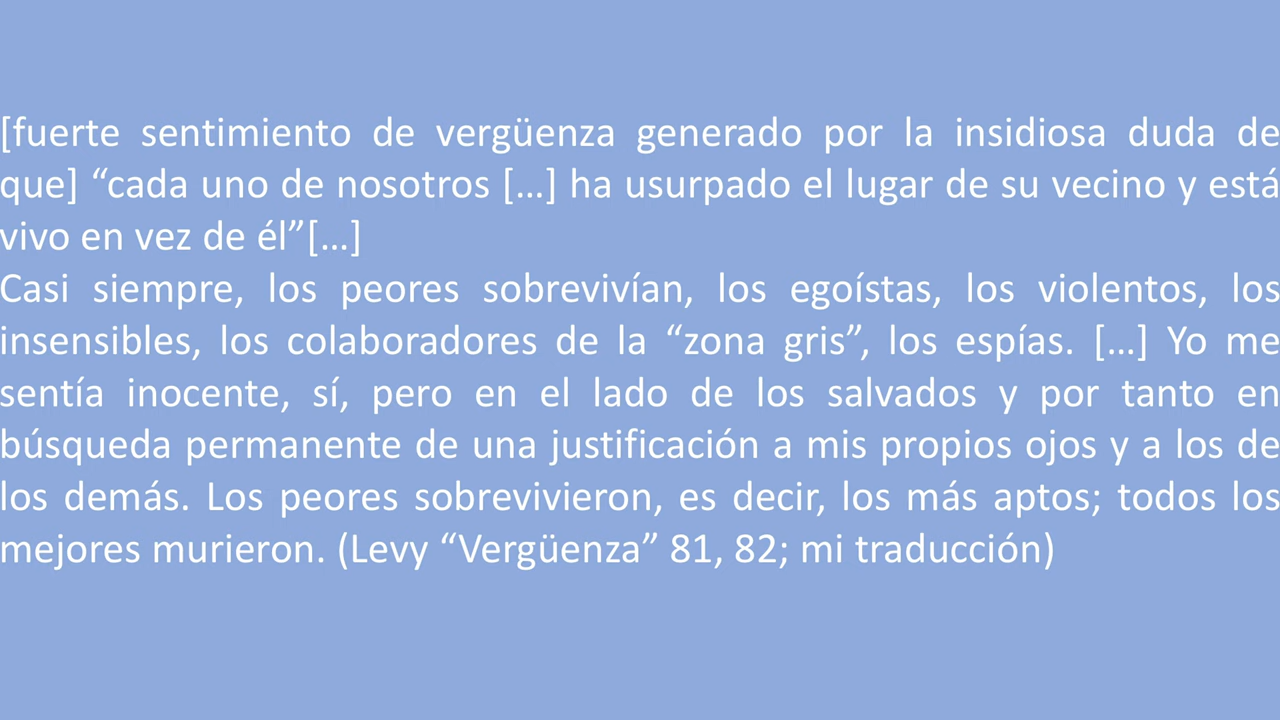 [fuerte sentimiento de vergüenza generado por la insidiosa duda de
que] “cada uno de nosotros […] ha usurpado el lugar de su vecino y está
vivo en vez de él”[…]
Casi siempre, los peores sobrevivían, los egoístas, los violentos, los
insensibles, los colaboradores de la “zona gris”, los espías. […] Yo me
sentía inocente, sí, pero en el lado de los salvados y por tanto en
búsqueda permanente de una justificación a mis propios ojos y a los de
los demás. Los peores sobrevivieron, es decir, los más aptos; todos los
mejores murieron. (Levy “Vergüenza” 81, 82; mi traducción)